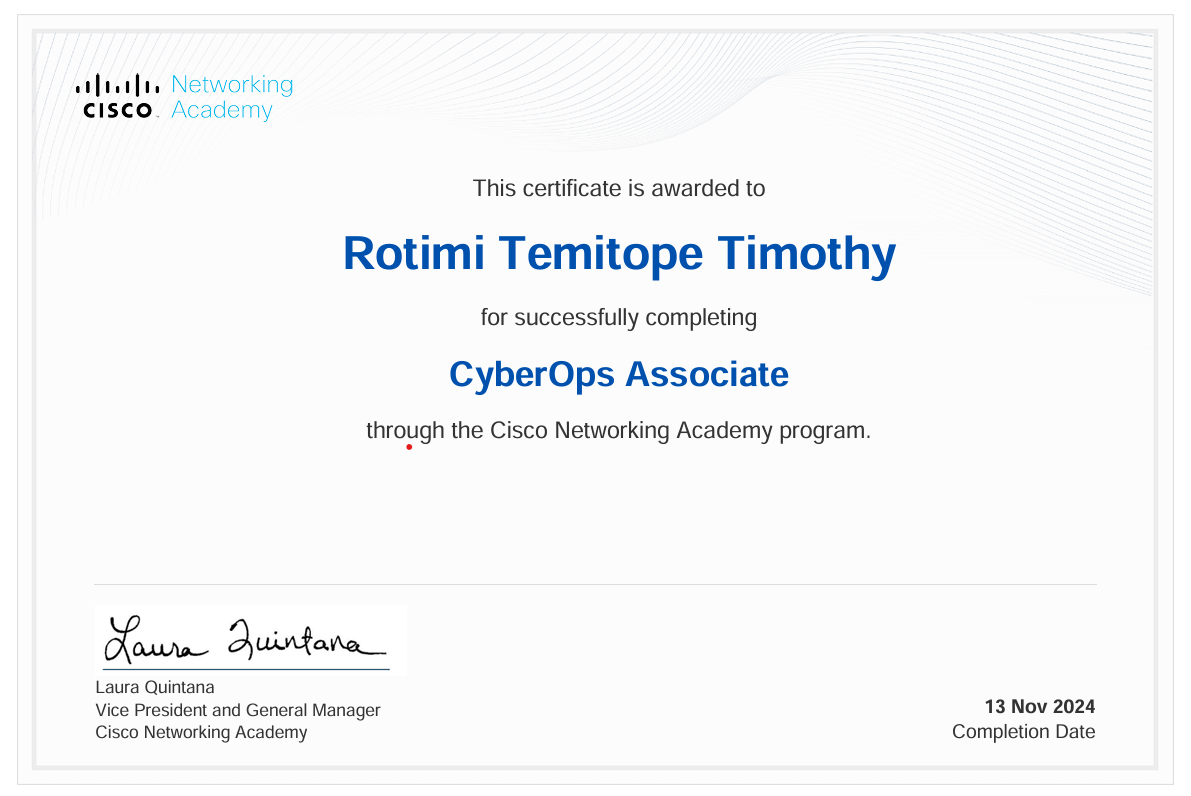 Networking
CISCO Academy
This certificate is awarded to
Rotimi Temitope Timothy
for successfully completing
CyberOps Associate
through the Cisco Networking Academy program.
Laura Quintana
Laura Quintana
Vice President and General Manager
Cisco Networking Academy
13 Nov 2024
Completion Date